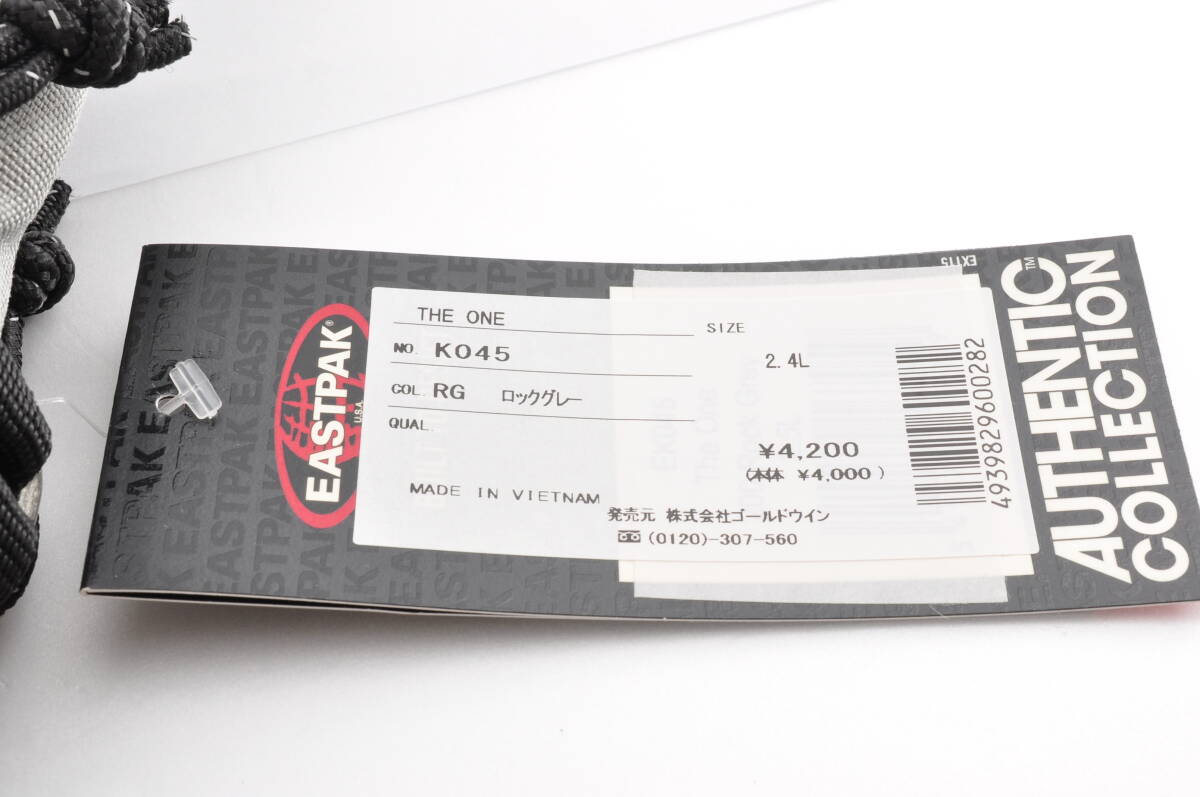 EASTPAK
U.S.A.
THE ONE
NO. K045
COL. RG ロックグレー
QUAL.
MADE IN VIETNAM
SIZE
2.4L
¥4,200
(本体 ¥4,000)
発売元 株式会社ゴールドウイン
(0120)-307-560
4939829600282
EX115
AUTHENTIC™
COLLECTION